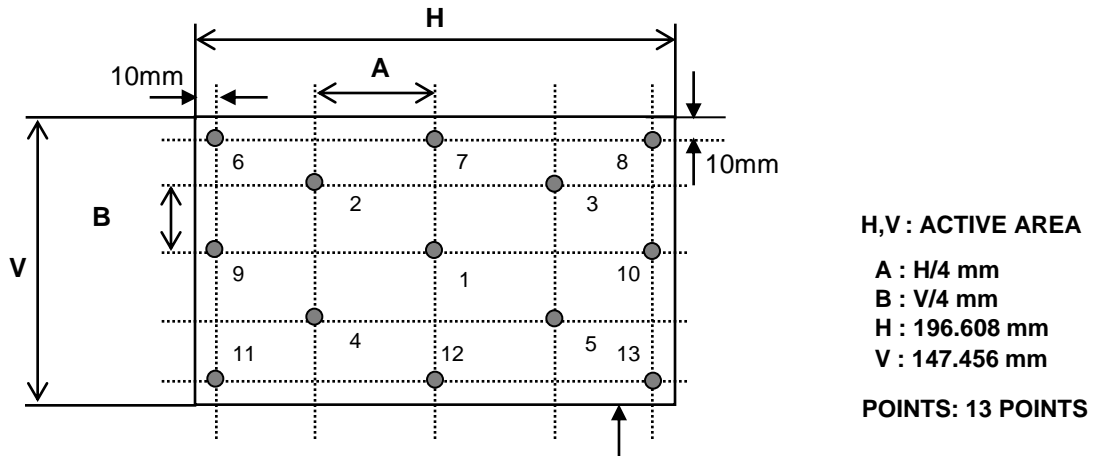 H
10mm
A
6
7
8
10mm
2
3
B
V
9
1
10
4
5
11
12
13
H,V : ACTIVE AREA
A : H/4 mm
B : V/4 mm
H : 196.608 mm
V : 147.456 mm
POINTS: 13 POINTS